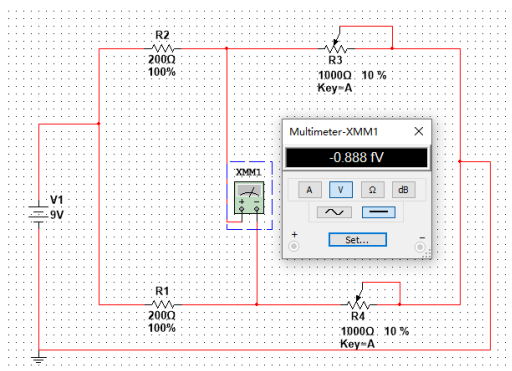 R2
200Ω
100%
R3
1000Ω 10 %
Key=A
Multimeter-XMM1
-0.888 fV
A V Ω dB
Set...
+ -
XMM1
+ -
V1
9V
R1
200Ω
100%
R4
1000Ω 10 %
Key=A